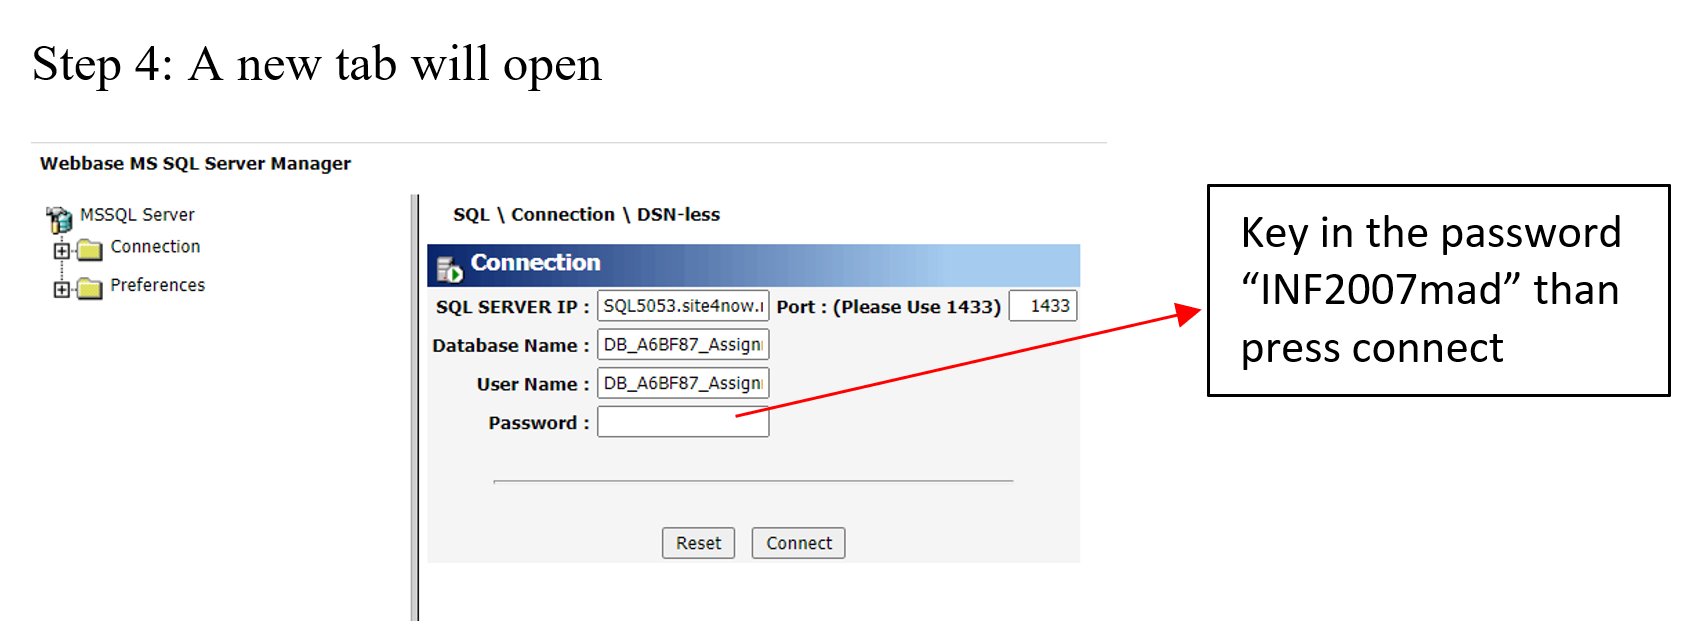 Step 4: A new tab will open
Webbase MS SQL Server Manager
MSSQL Server
Connection
Preferences
SQL \ Connection \ DSN-less
Connection
SQL SERVER IP : SQL5053.site4now.r Port : (Please Use 1433) 1433
Database Name : DB_A6BF87_Assign
User Name : DB_A6BF87_Assign
Password :
Reset Connect
Key in the password
“INF2007mad” than
press connect